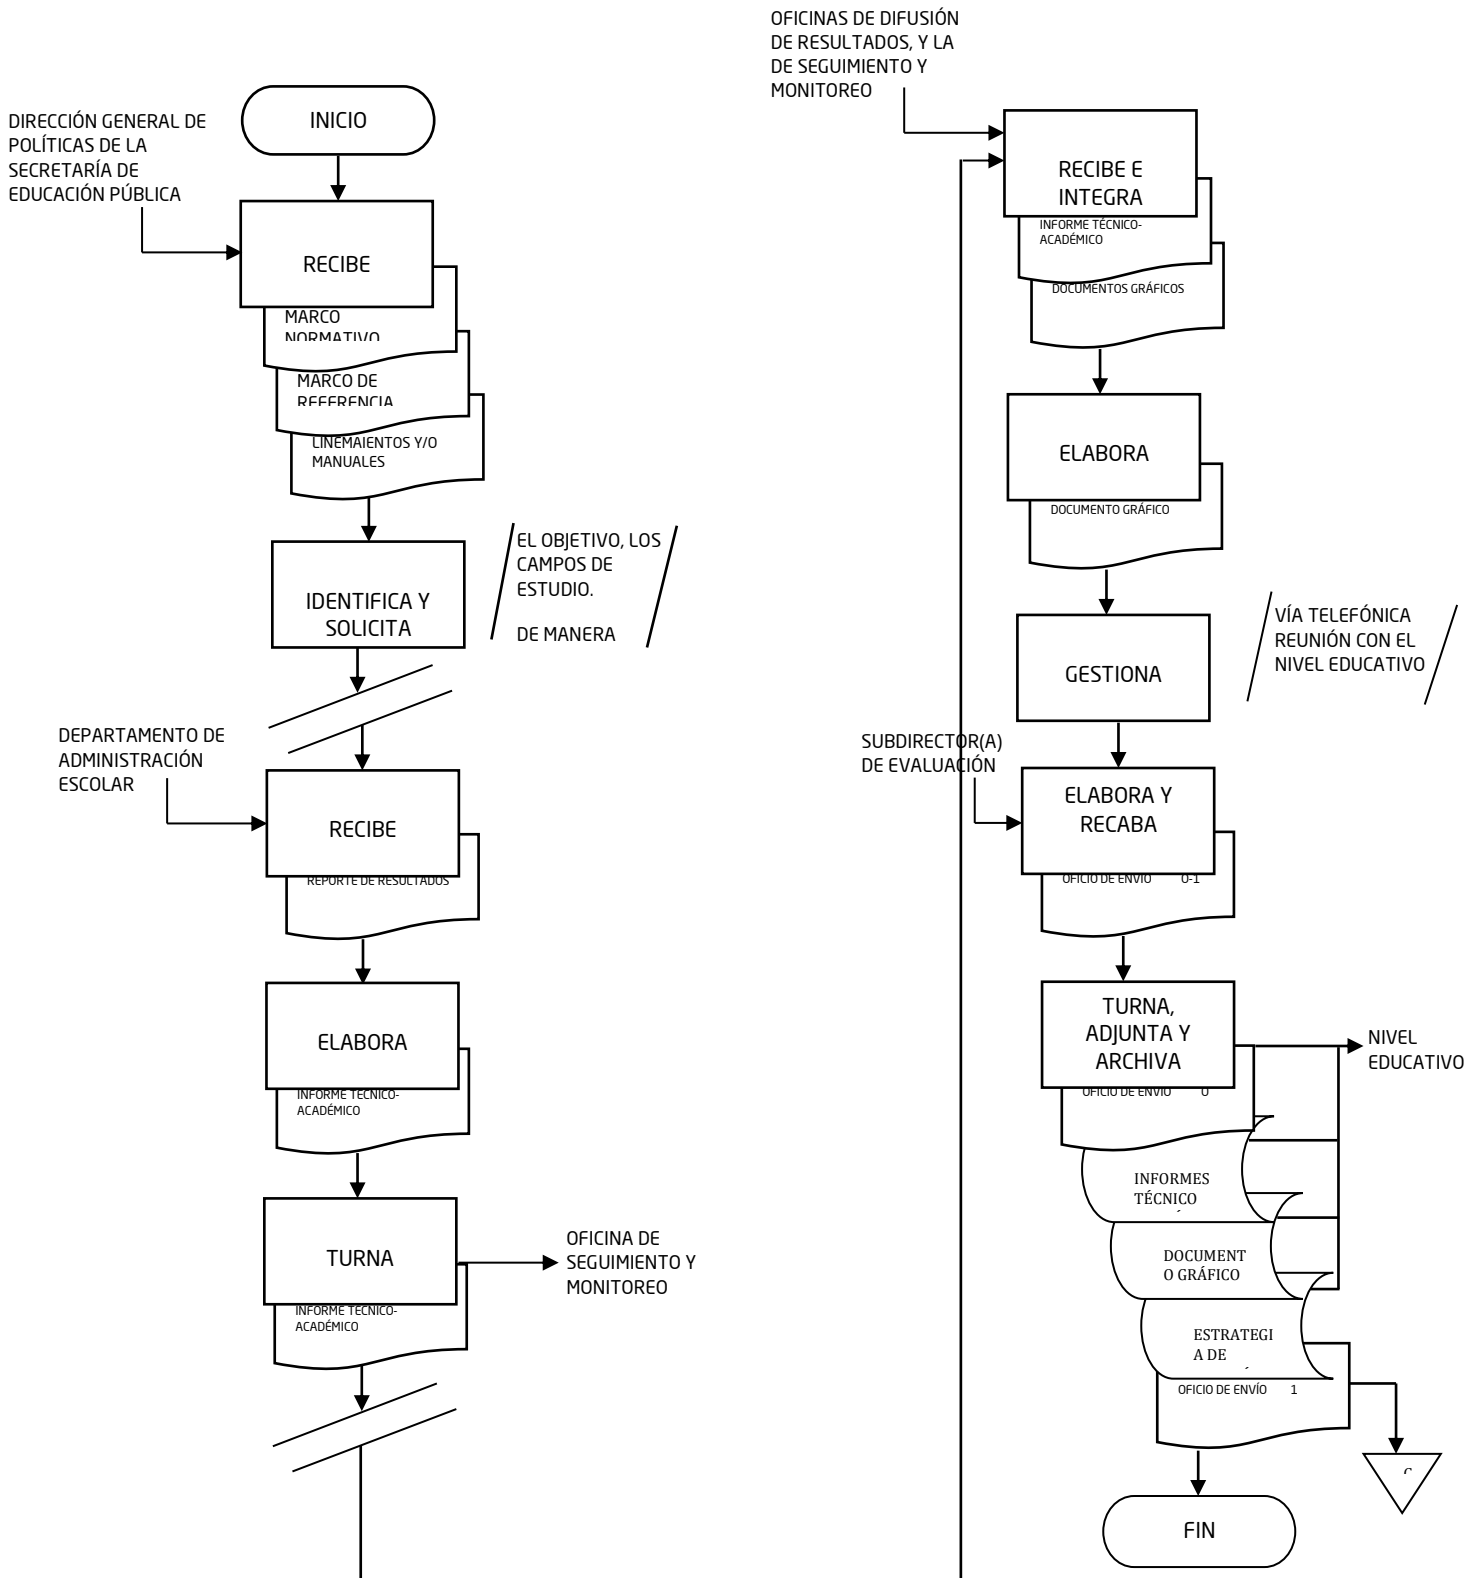 DIRECCIÓN GENERAL DE
POLÍTICAS DE LA
SECRETARÍA DE
EDUCACIÓN PÚBLICA
INICIO
RECIBE
MARCO
NORMATIVO
MARCO DE
REFERENCIA
LINEMAIENTOS Y/O
MANUALES
IDENTIFICA Y
SOLICITA
EL OBJETIVO, LOS
CAMPOS DE
ESTUDIO.
DE MANERA
DEPARTAMENTO DE
ADMINISTRACIÓN
ESCOLAR
RECIBE
REPORTE DE RESULTADOS
ELABORA
INFORME TÉCNICO-
ACADÉMICO
TURNA
INFORME TÉCNICO-
ACADÉMICO
OFICINA DE
SEGUIMIENTO Y
MONITOREO
OFICINAS DE DIFUSIÓN
DE RESULTADOS, Y LA
DE SEGUIMIENTO Y
MONITOREO
RECIBE E
INTEGRA
INFORME TÉCNICO-
ACADÉMICO
DOCUMENTOS GRÁFICOS
ELABORA
DOCUMENTO GRÁFICO
GESTIONA
VÍA TELEFÓNICA
REUNIÓN CON EL
NIVEL EDUCATIVO
SUBDIRECTOR(A)
DE EVALUACIÓN
ELABORA Y
RECABA
OFICIO DE ENVÍO O-1
TURNA,
ADJUNTA Y
ARCHIVA
OFICIO DE ENVÍO O
NIVEL
EDUCATIVO
INFORMES
TÉCNICO
DOCUMENT
O GRÁFICO
ESTRATEGI
A DE
OFICIO DE ENVÍO 1
FIN